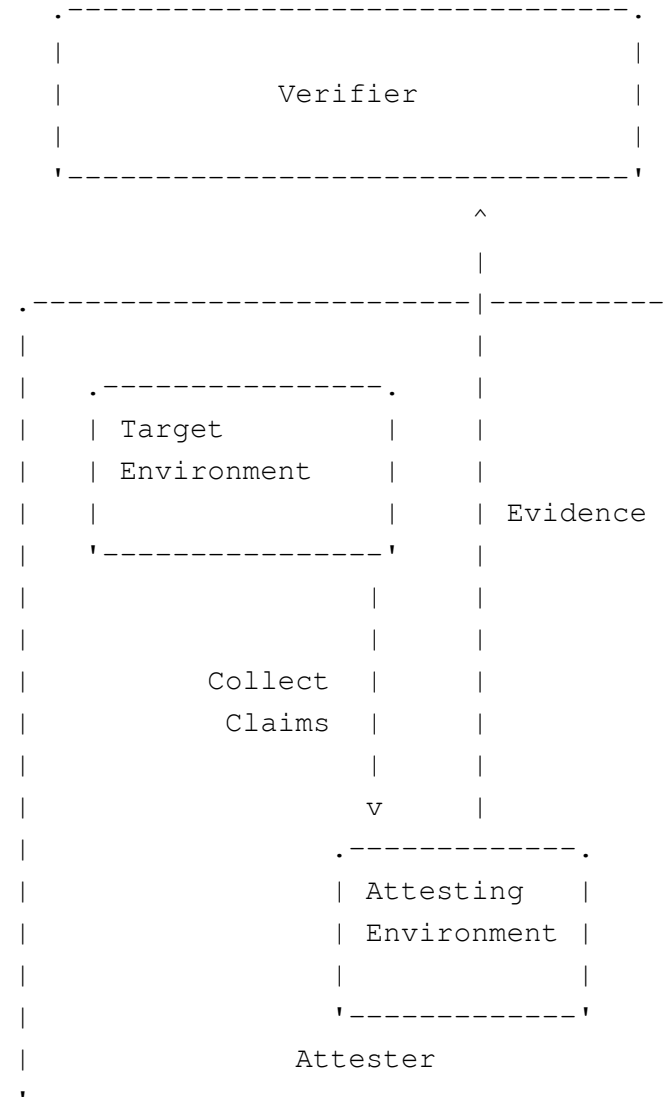 Verifier
Target
Environment
Evidence
Collect
Claims
Attesting
Environment
Attester